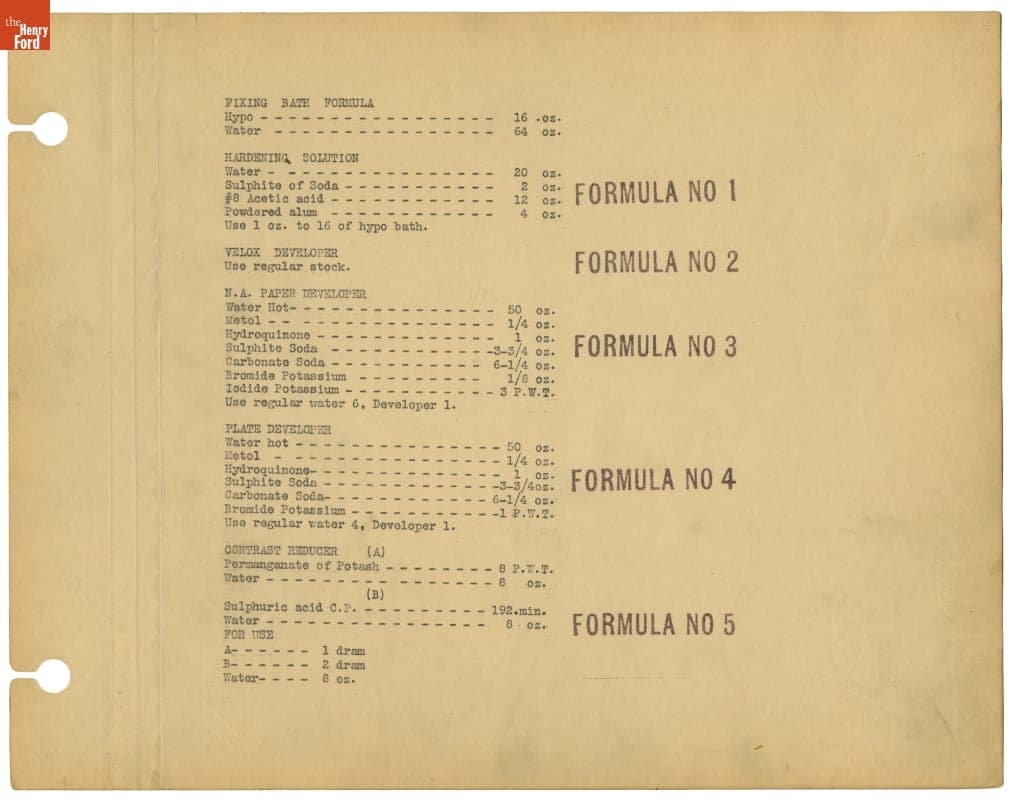 the
Henry
Ford
FIXING BATH FORMULA
Hypo - - - - - - - - - - - - - - - - 16 .oz.
Water - - - - - - - - - - - - - - - - 64 oz.
HARDENING SOLUTION
Water - - - - - - - - - - - - - - - - 20 oz.
Sulphite of Soda - - - - - - - - - - - 2 oz.
#8 Acetic acid - - - - - - - - - - - - 12 oz.
Powdered alum - - - - - - - - - - - - 4 oz.
Use 1 oz. to 16 of hypo bath.
FORMULA NO 1
VELOX DEVELOPER
Use regular stock.
FORMULA NO 2
N.A. PAPER DEVELOPER
Water Hot- - - - - - - - - - - - - - - 50 oz.
Metol - - - - - - - - - - - - - - - - 1/4 oz.
Hydroquinone - - - - - - - - - - - - - 1 oz.
Sulphite Soda - - - - - - - - - - - -3-3/4 oz.
Carbonate Soda - - - - - - - - - - - 6-1/4 oz.
Bromide Potassium - - - - - - - - - 1/8 oz.
Iodide Potassium - - - - - - - - - - - 3 P.W.T.
Use regular water 6, Developer 1.
FORMULA NO 3
PLATE DEVELOPER
Water hot - - - - - - - - - - - - - - - 50 oz.
Metol - - - - - - - - - - - - - - - - 1/4 oz.
Hydroquinone- - - - - - - - - - - - - - 1 oz.
Sulphite Soda - - - - - - - - - - - - -3-3/4oz.
Carbonate Soda- - - - - - - - - - - - 6-1/4 oz.
Bromide Potassium - - - - - - - - - - -1 P.W.T.
Use regular water 4, Developer 1.
FORMULA NO 4
CONTRAST REDUCER (A)
Permanganate of Potash - - - - - - - - 8 P.W.T.
Water - - - - - - - - - - - - - - - - 8 oz.
(B)
Sulphuric acid C.P. - - - - - - - - - 192.min.
Water - - - - - - - - - - - - - - - - 8 oz.
FORMULA NO 5
FOR USE
A- - - - - - 1 dram
B- - - - - - 2 dram
Water- - - - 8 oz.